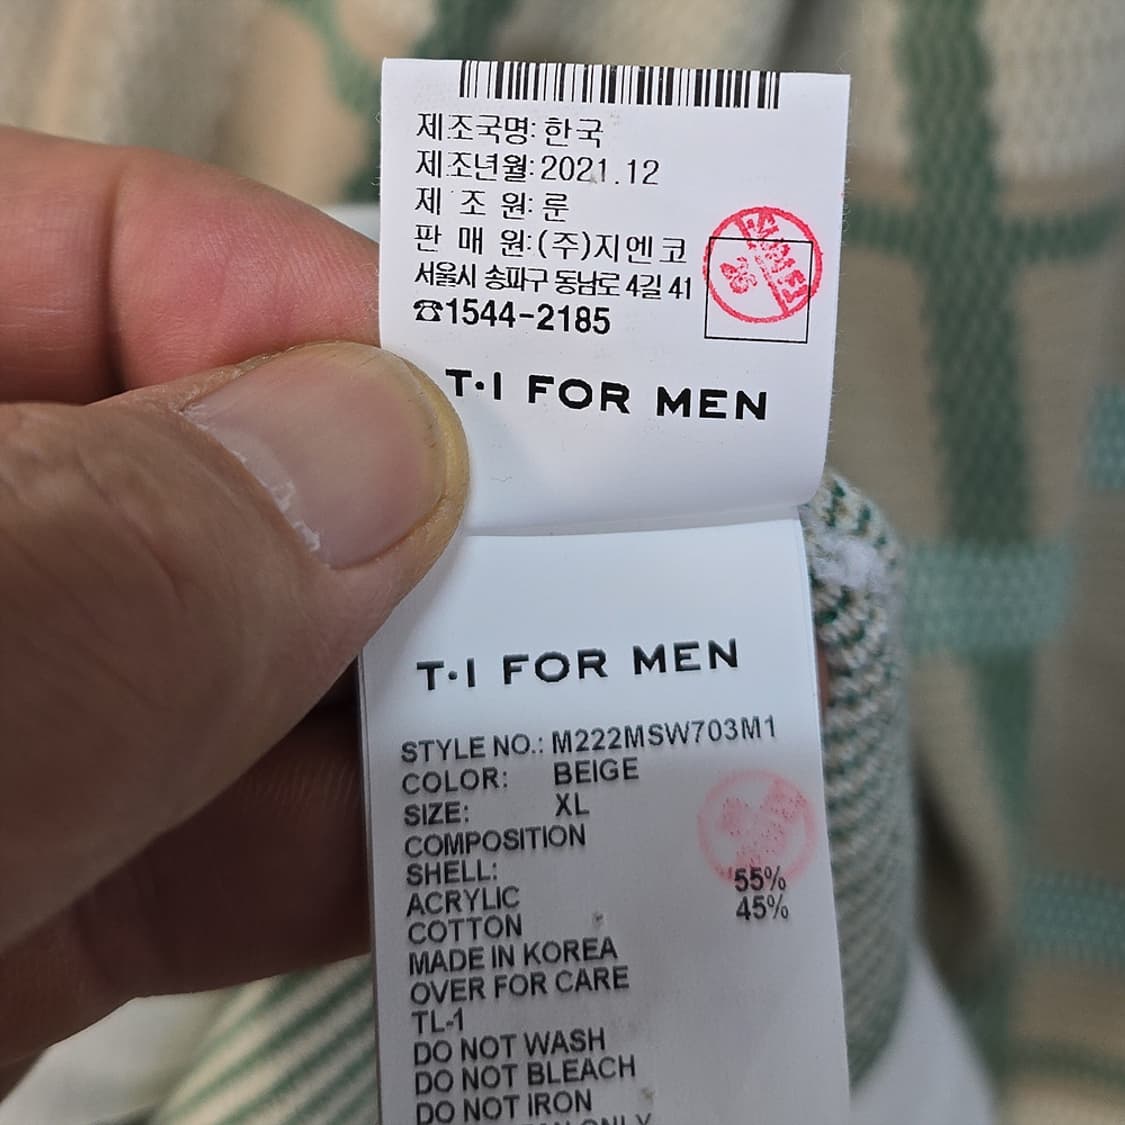 제조국명: 한국
제조년월: 2021.12
제 조 원: 룬
판 매 원: (주)지엔코
서울시 송파구 동남로 4길 41
☎1544-2185
T·I FOR MEN
T·I FOR MEN
STYLE NO.: M222MSW703M1
COLOR: BEIGE
SIZE: XL
COMPOSITION
SHELL:
ACRYLIC 55%
COTTON 45%
MADE IN KOREA
OVER FOR CARE
TL-1
DO NOT WASH
DO NOT BLEACH
DO NOT IRON
ONLY